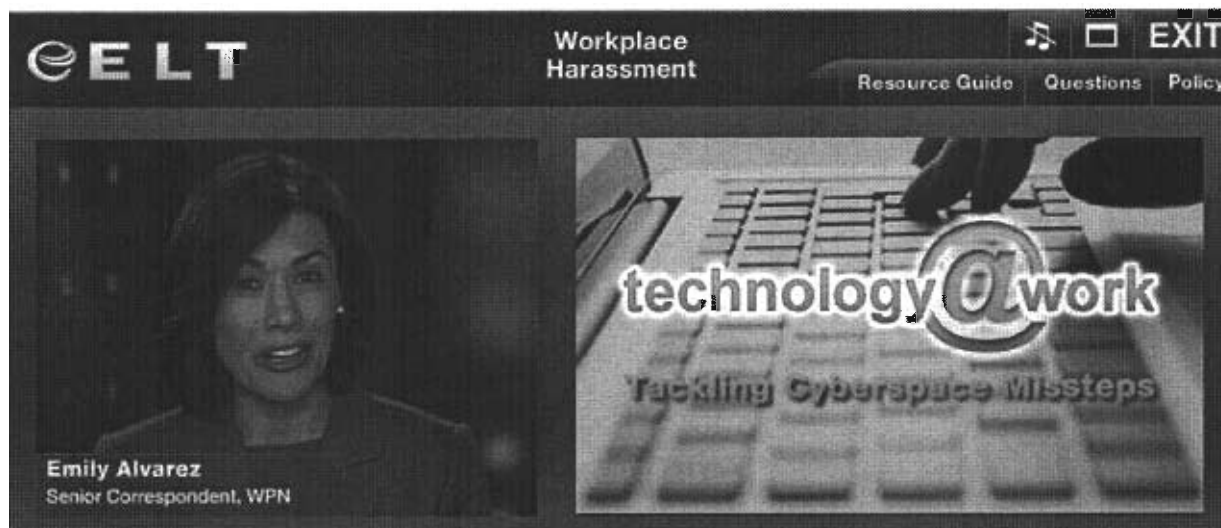 ELT
Workplace
Harassment
EXIT
Resource Guide
Questions
Policy
technology@work
Tackling Cyberspace Missteps
Emily Alvarez
Senior Correspondent, WPN